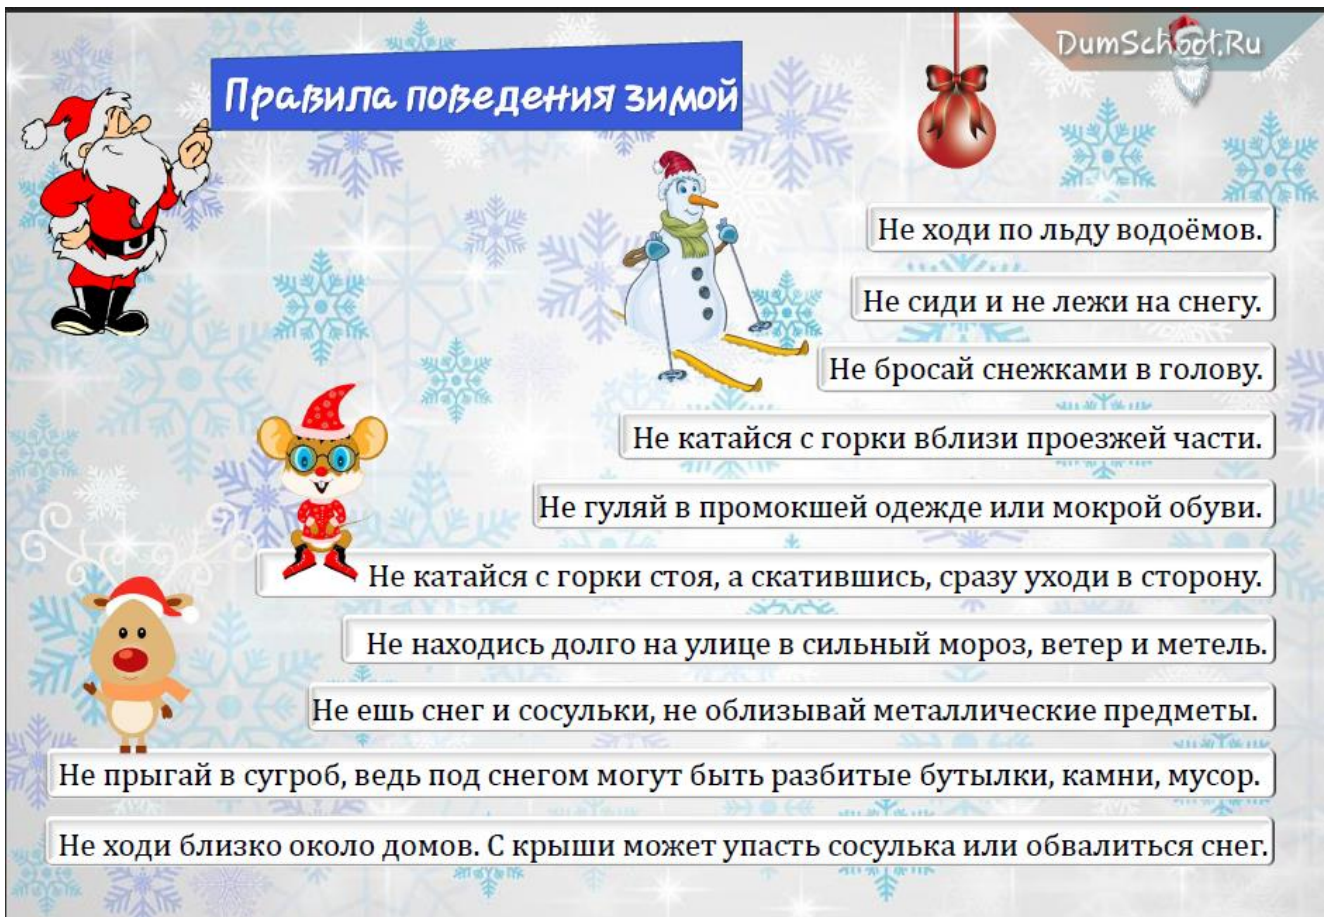 DumSchool.Ru
Правила поведения зимой
Не ходи по льду водоёмов.
Не сиди и не лежи на снегу.
Не бросай снежками в голову.
Не катайся с горки вблизи проезжей части.
Не гуляй в промокшей одежде или мокрой обуви.
Не катайся с горки стоя, а скатившись, сразу уходи в сторону.
Не находись долго на улице в сильный мороз, ветер и метель.
Не ешь снег и сосульки, не облизывай металлические предметы.
Не прыгай в сугроб, ведь под снегом могут быть разбитые бутылки, камни, мусор.
Не ходи близко около домов. С крыши может упасть сосулька или обвалиться снег.